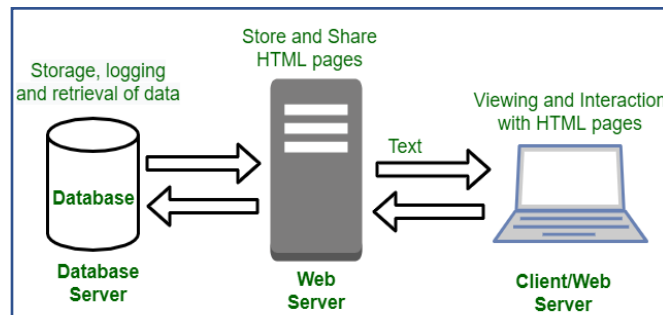 Storage, logging
and retrieval of data
Database
Database
Server
Store and Share
HTML pages
Web
Server
Text
Viewing and Interaction
with HTML pages
Client/Web
Server